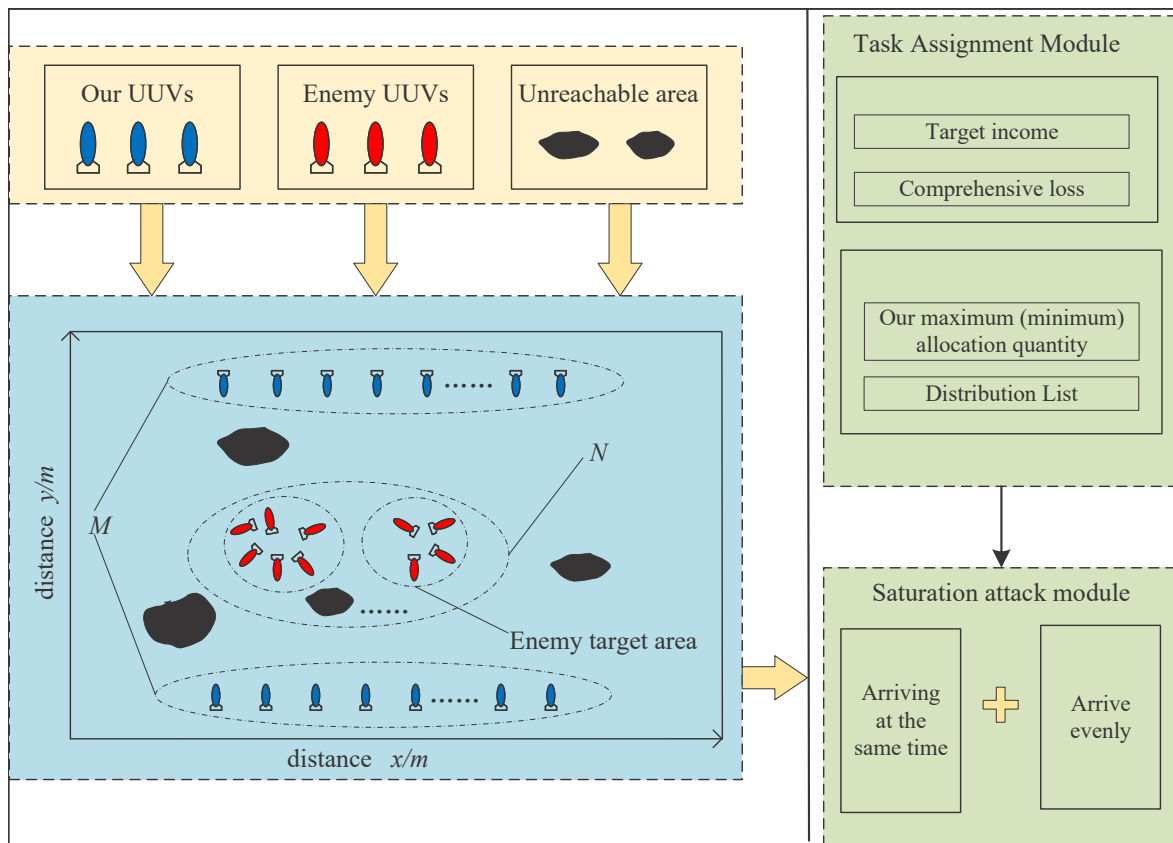 Our UUVs
Enemy UUVs
Unreachable area
distance y/m
M
N
......
......
Enemy target area
......
distance x/m
Task Assignment Module
Target income
Comprehensive loss
Our maximum (minimum)
allocation quantity
Distribution List
Saturation attack module
Arriving
at the
same time
Arrive
evenly